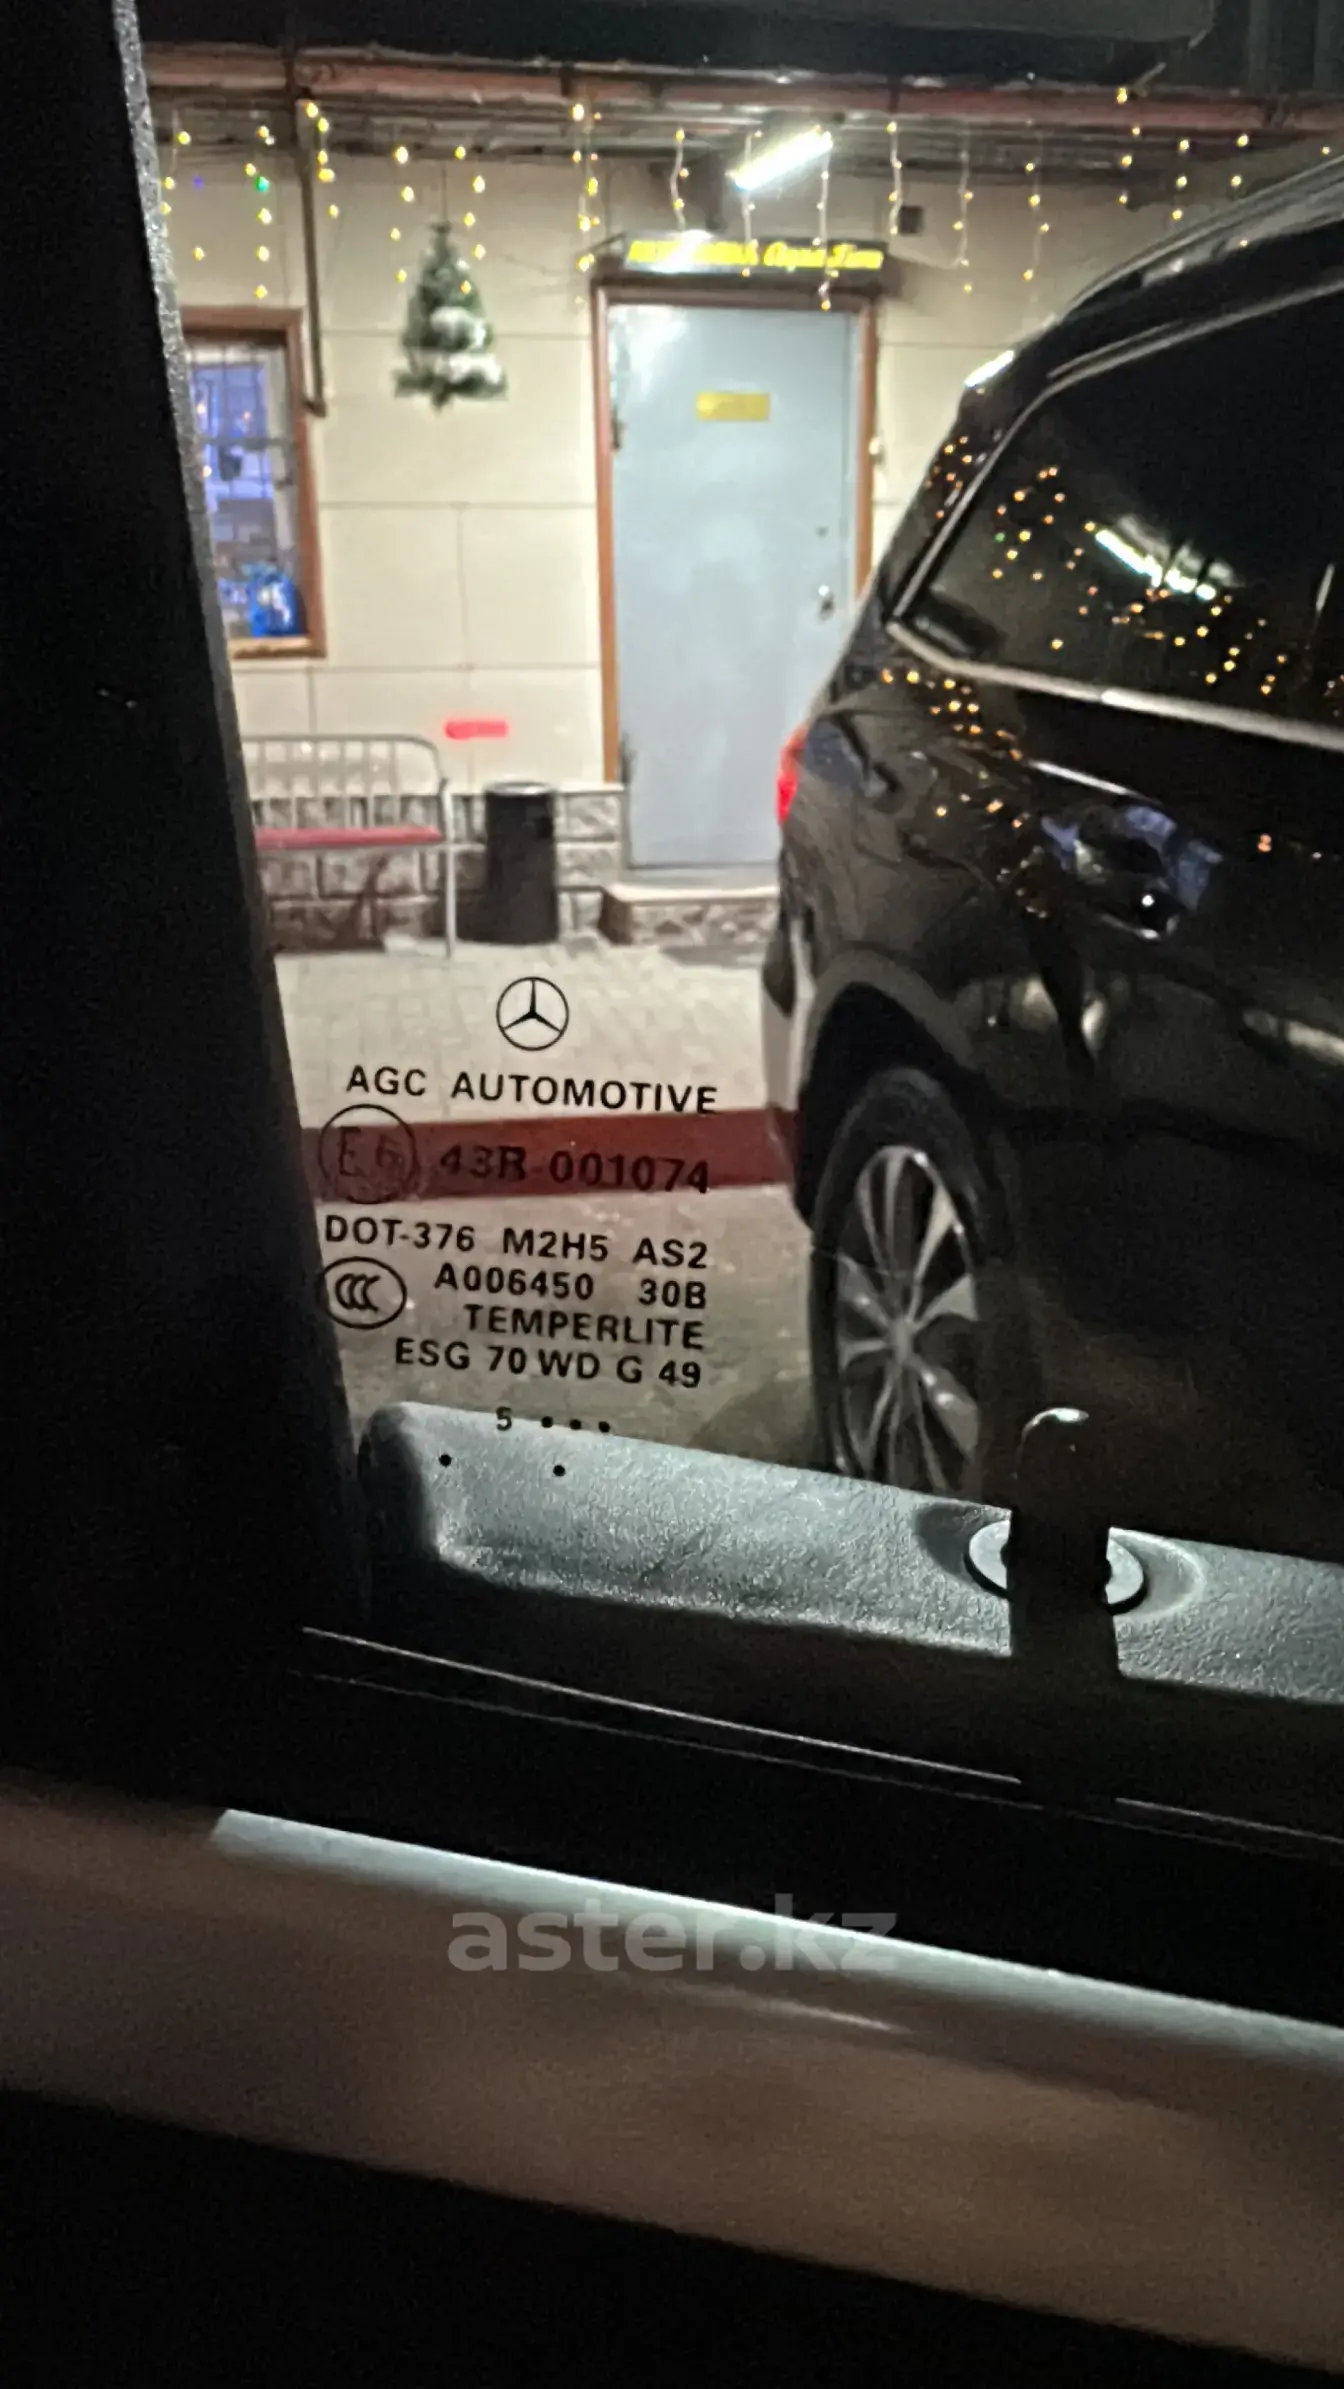 AGC AUTOMOTIVE
E6 43R-001074
DOT-376 M2H5 AS2
CCC A006450 30B
TEMPERLITE
ESG 70 WD G 49
5 • • •
• •
aster.kz